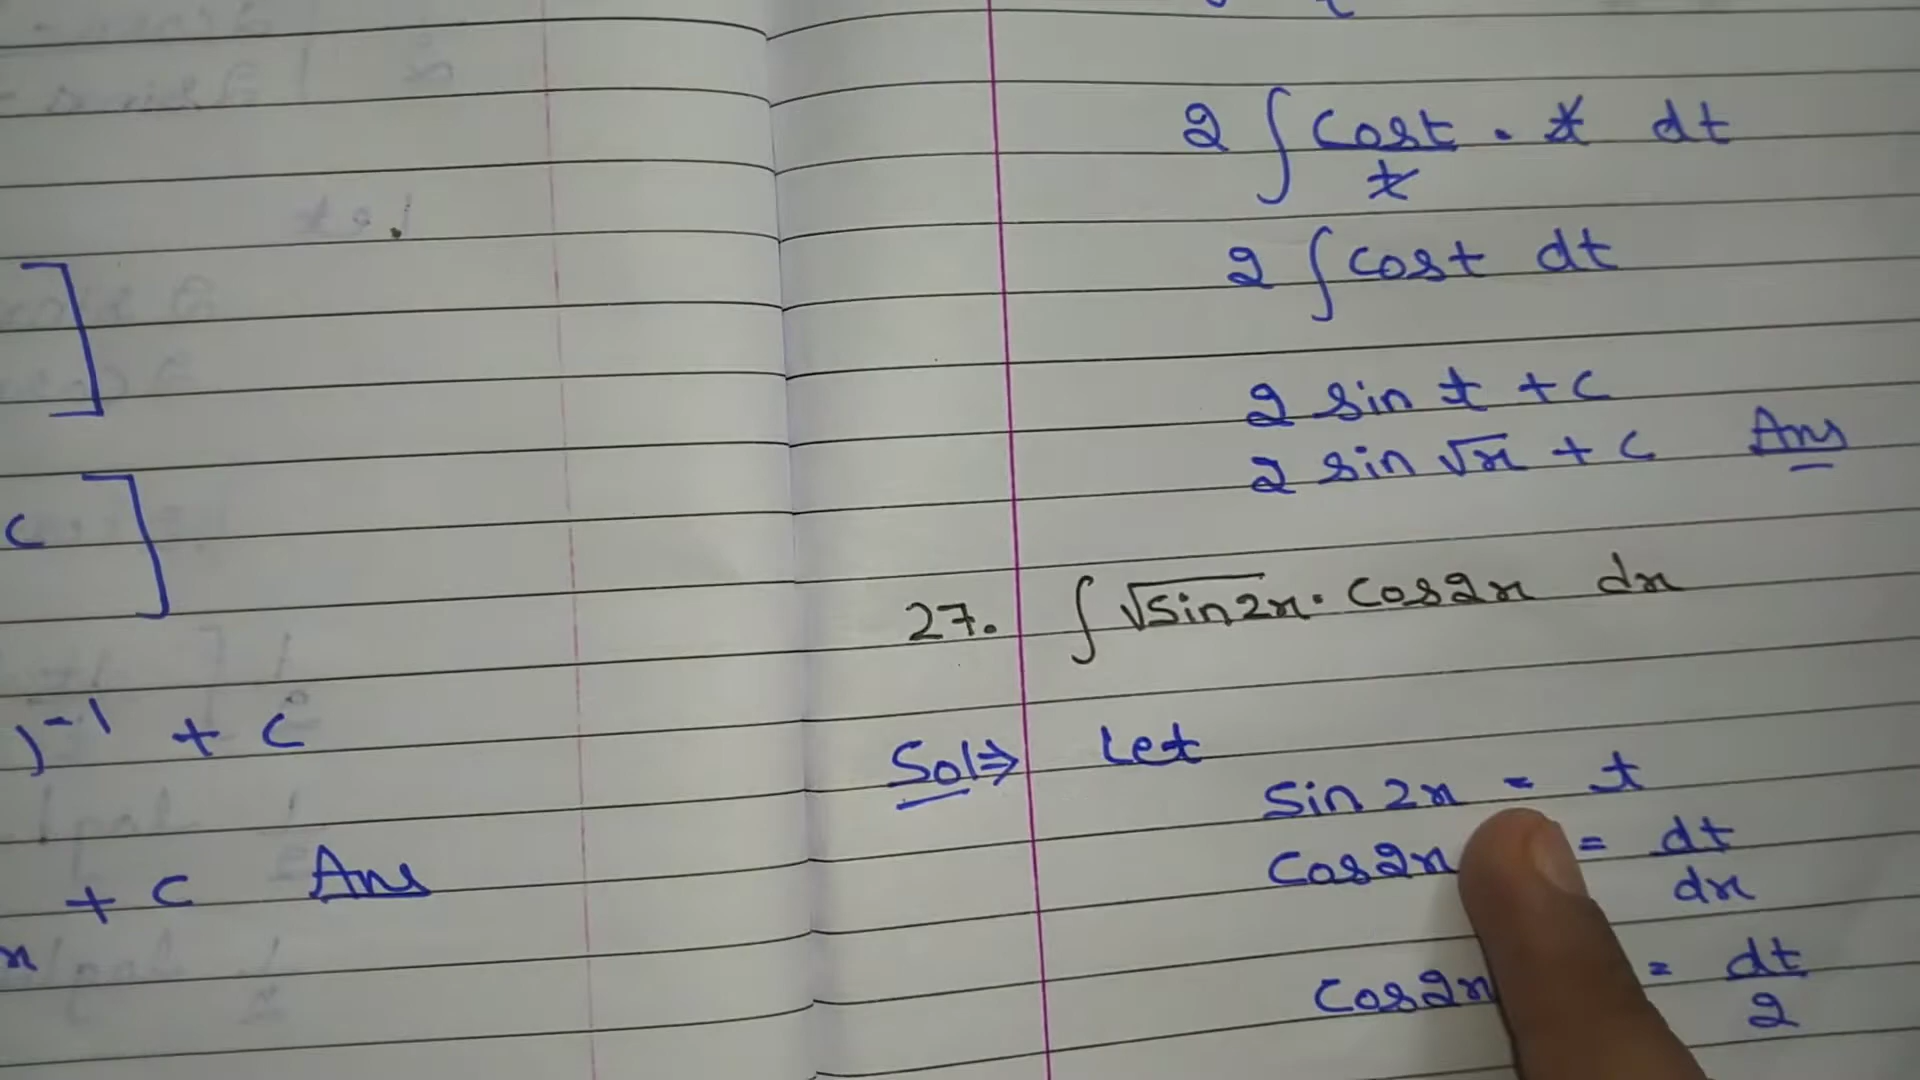 ]
c ]
)⁻¹ + c
+ c Ans
x
2 ∫ cost/t . t dt
2 ∫ cost dt
2 sin t + c
2 sin √x + c Ans
27. ∫ √sin2x . cos2x dx
Sol⇒ Let
sin 2x = t
cos2x = dt/dx
cos2x = dt/2